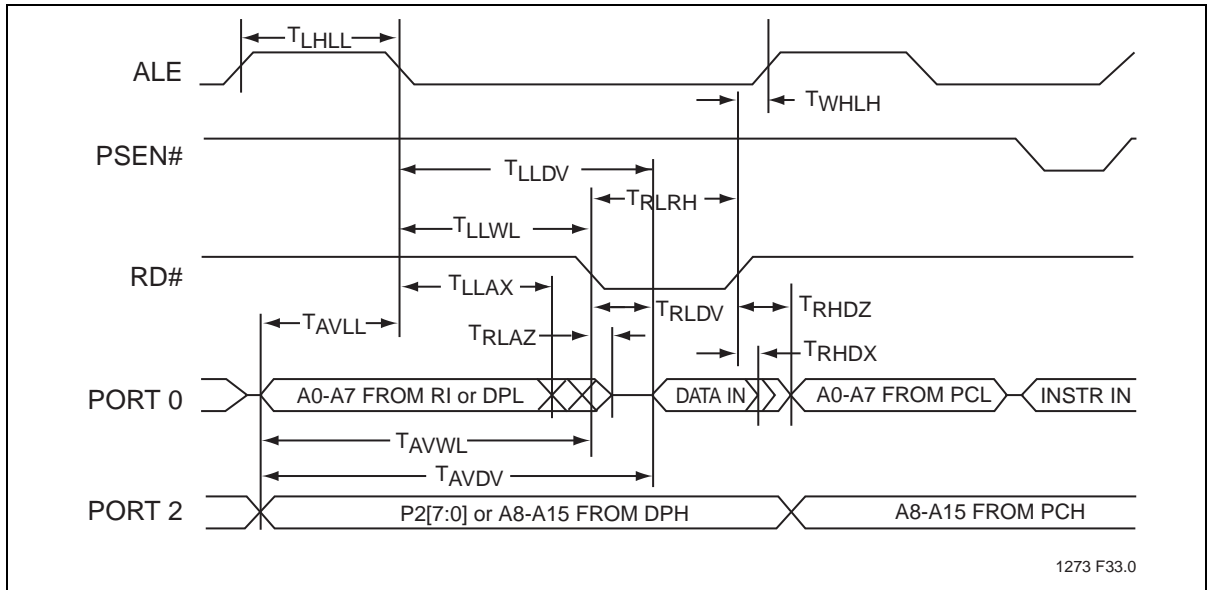 TLHLL
ALE
TWHLH
PSEN#
TLLDV
TRLRH
TLLWL
RD#
TLLAX
TRLDV
TRHDZ
TAVLL
TRLAZ
TRHDX
PORT 0
A0-A7 FROM RI or DPL
DATA IN
A0-A7 FROM PCL
INSTR IN
TAVWL
TAVDV
PORT 2
P2[7:0] or A8-A15 FROM DPH
A8-A15 FROM PCH
1273 F33.0